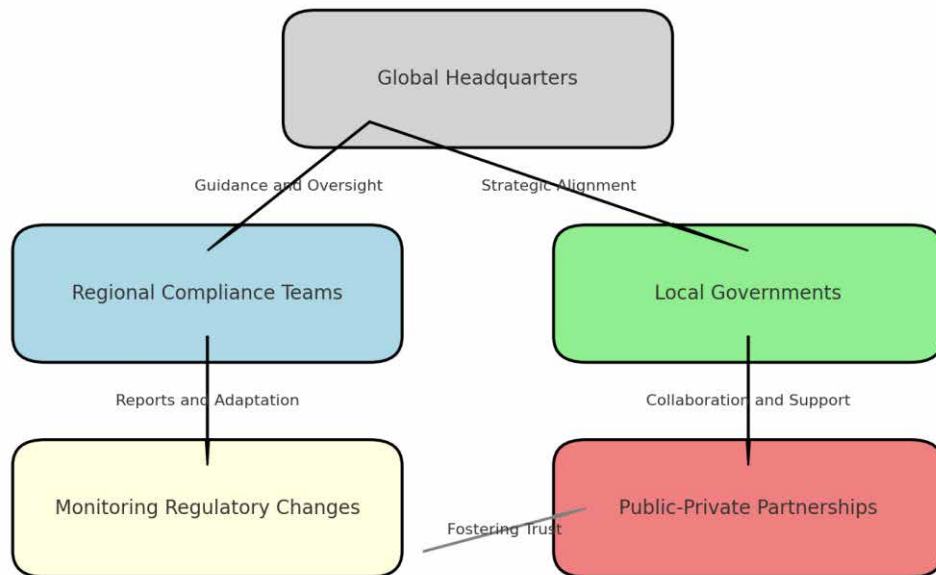 Global Headquarters
Guidance and Oversight
Strategic Alignment
Regional Compliance Teams
Local Governments
Reports and Adaptation
Collaboration and Support
Monitoring Regulatory Changes
Public-Private Partnerships
Fostering Trust